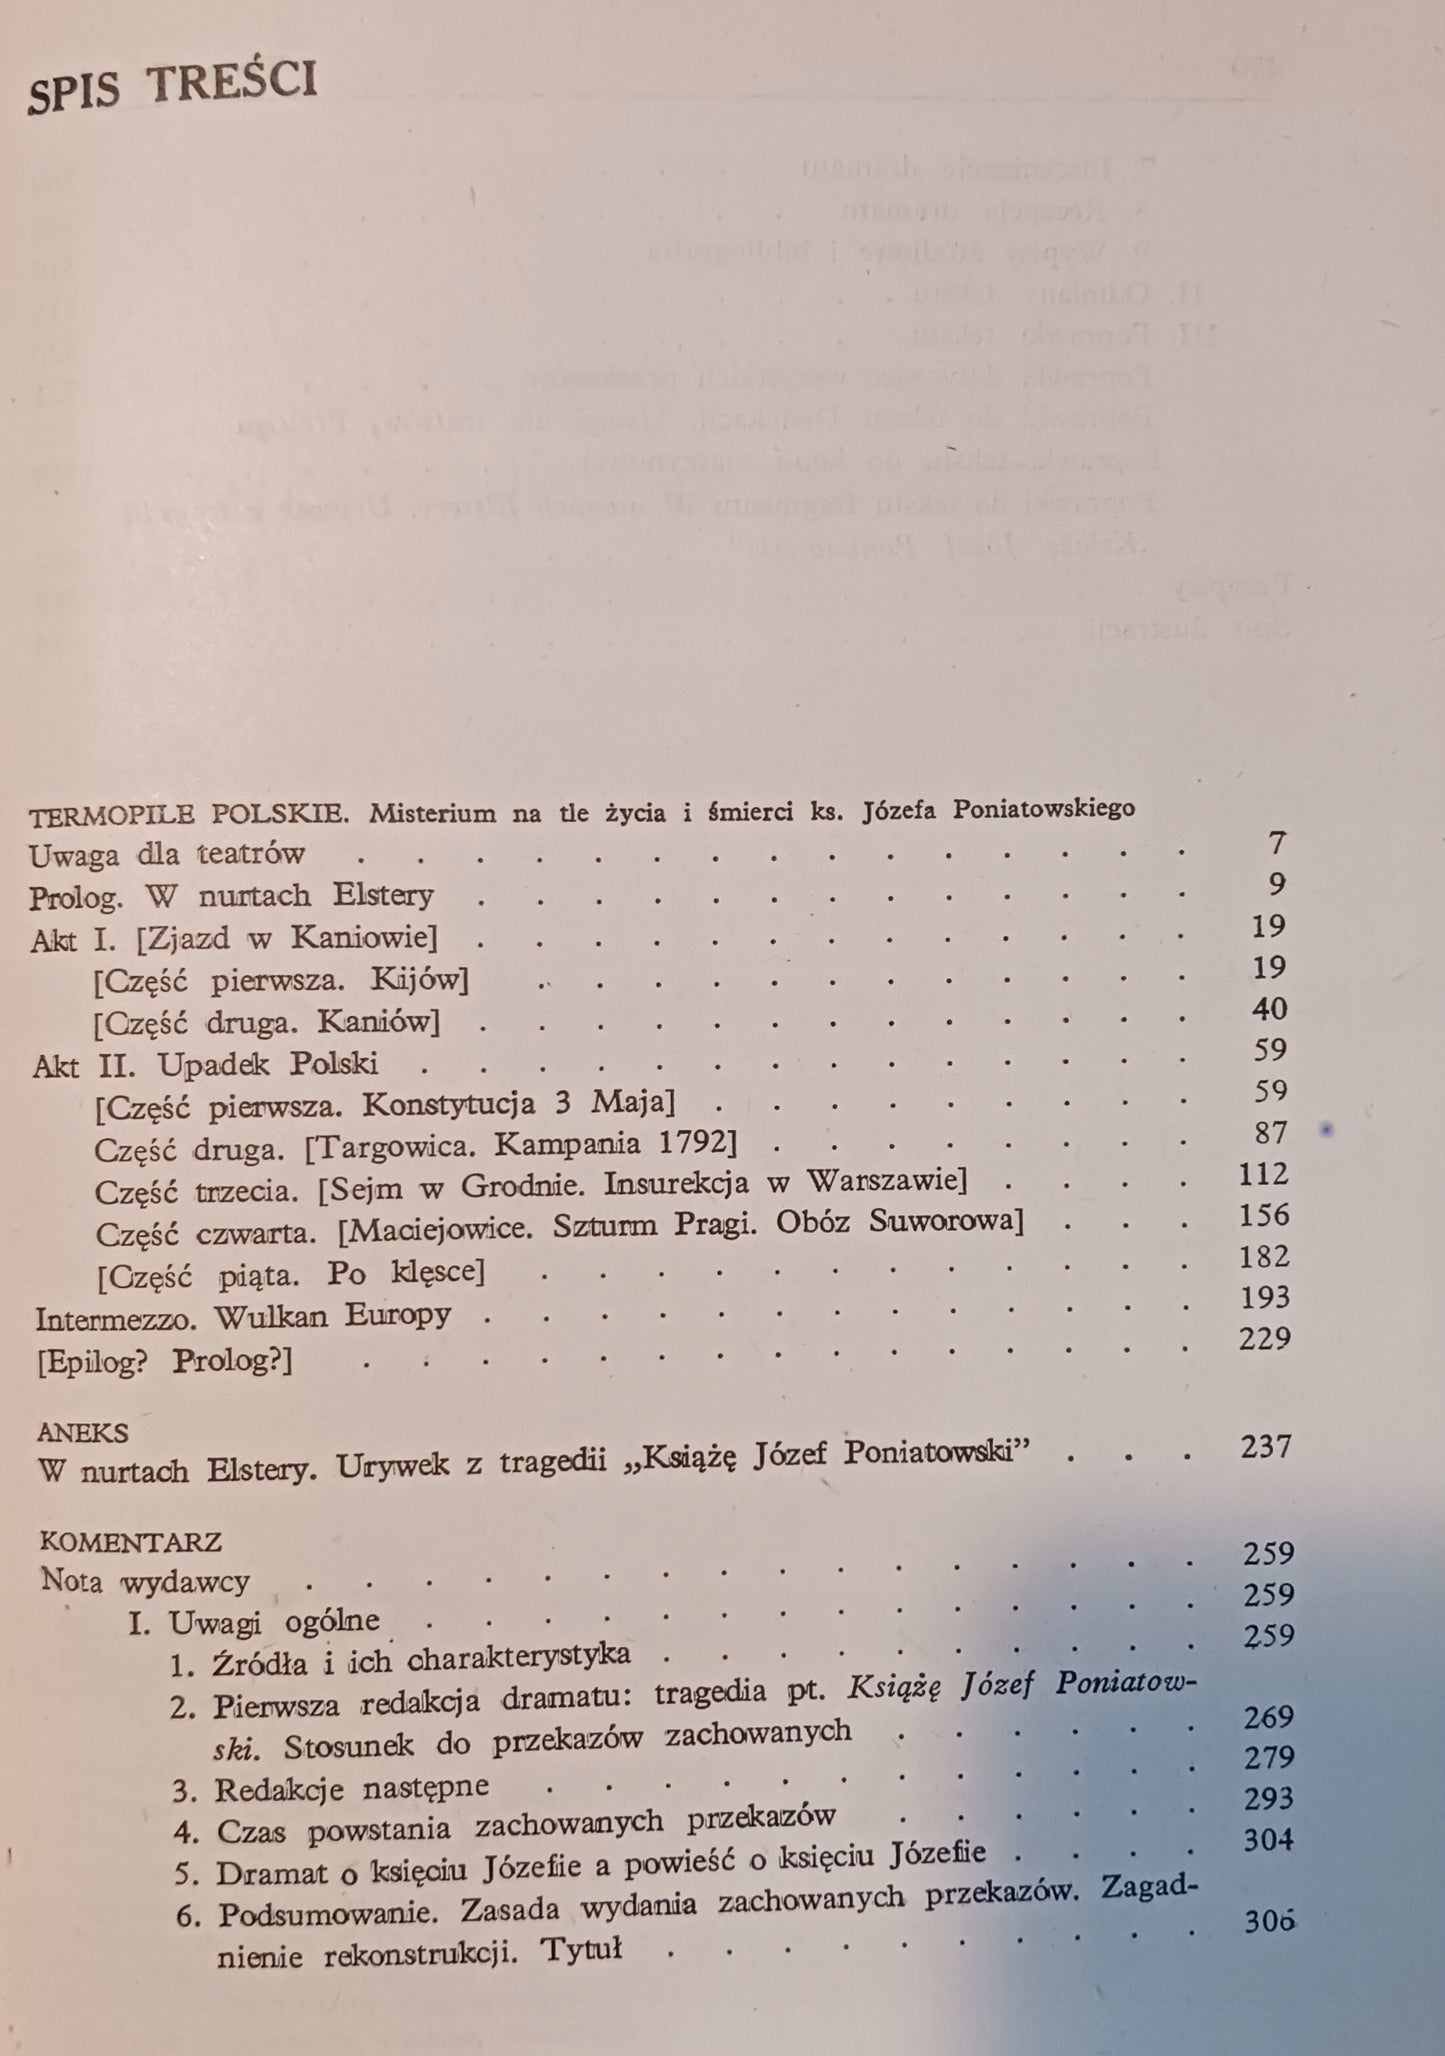 SPIS TREŚCI
TERMOPILE POLSKIE. Misterium na tle życia i śmierci ks. Józefa Poniatowskiego
Uwaga dla teatrów . . . . . . . . . . . . . . . 7
Prolog. W nurtach Elstery . . . . . . . . . . . . . 9
Akt I. [Zjazd w Kaniowie] . . . . . . . . . . . . . 19
[Część pierwsza. Kijów] . . . . . . . . . . . . 19
[Część druga. Kaniów] . . . . . . . . . . . . . 40
Akt II. Upadek Polski . . . . . . . . . . . . . . 59
[Część pierwsza. Konstytucja 3 Maja] . . . . . . . . . 59
Część druga. [Targowica. Kampania 1792] . . . . . . . . 87
Część trzecia. [Sejm w Grodnie. Insurekcja w Warszawie] . . . . 112
Część czwarta. [Maciejowice. Szturm Pragi. Obóz Suworowa] . . . 156
[Część piąta. Po klęsce] . . . . . . . . . . . . 182
Intermezzo. Wulkan Europy . . . . . . . . . . . . . 193
[Epilog? Prolog?] . . . . . . . . . . . . . . . 229
ANEKS
W nurtach Elstery. Urywek z tragedii „Książę Józef Poniatowski” . . . 237
KOMENTARZ
Nota wydawcy . . . . . . . . . . . . . . . . 259
I. Uwagi ogólne . . . . . . . . . . . . . . 259
1. Źródła i ich charakterystyka . . . . . . . . . . 259
2. Pierwsza redakcja dramatu: tragedia pt. Książę Józef Poniatow-
ski. Stosunek do przekazów zachowanych . . . . . . 269
3. Redakcje następne . . . . . . . . . . . . 279
4. Czas powstania zachowanych przekazów . . . . . . 293
5. Dramat o księciu Józefie a powieść o księciu Józefie . . . . 304
6. Podsumowanie. Zasada wydania zachowanych przekazów. Zagad-
nienie rekonstrukcji. Tytuł . . . . . . . . . . 306